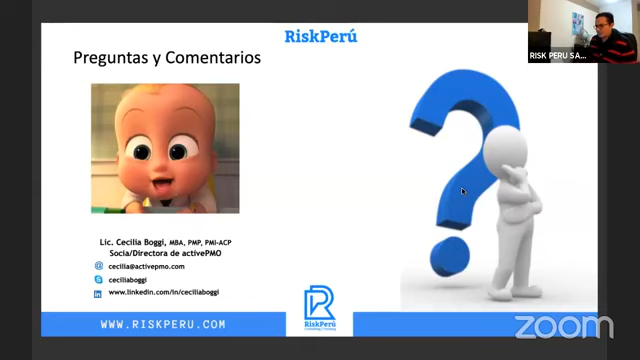 RiskPerú
RISK PERU SA...
Preguntas y Comentarios
Lic. Cecilia Boggi, MBA, PMP, PMI-ACP
Socia/Directora de activePMO
@ cecilia@activepmo.com
ceciliaboggi
in www.linkedin.com/in/ceciliaboggi
WWW.RISKPERU.COM
RiskPerú
zoom